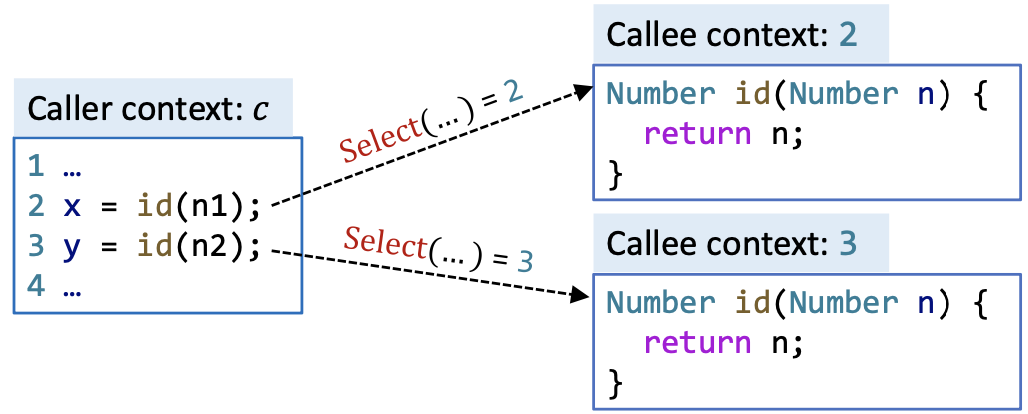 Caller context: c
1 …
2 x = id(n1);
3 y = id(n2);
4 …
Select(…) = 2
Select(…) = 3
Callee context: 2
Number id(Number n) {
return n;
}
Callee context: 3
Number id(Number n) {
return n;
}